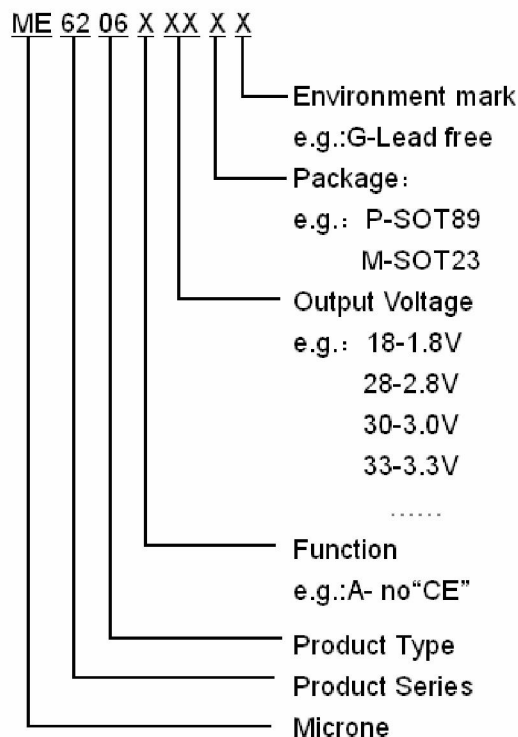 ME 62 06 X XX X X
Environment mark
e.g.:G-Lead free
Package：
e.g.：P-SOT89
M-SOT23
Output Voltage
e.g.：18-1.8V
28-2.8V
30-3.0V
33-3.3V
......
Function
e.g.:A- no“CE”
Product Type
Product Series
Microne